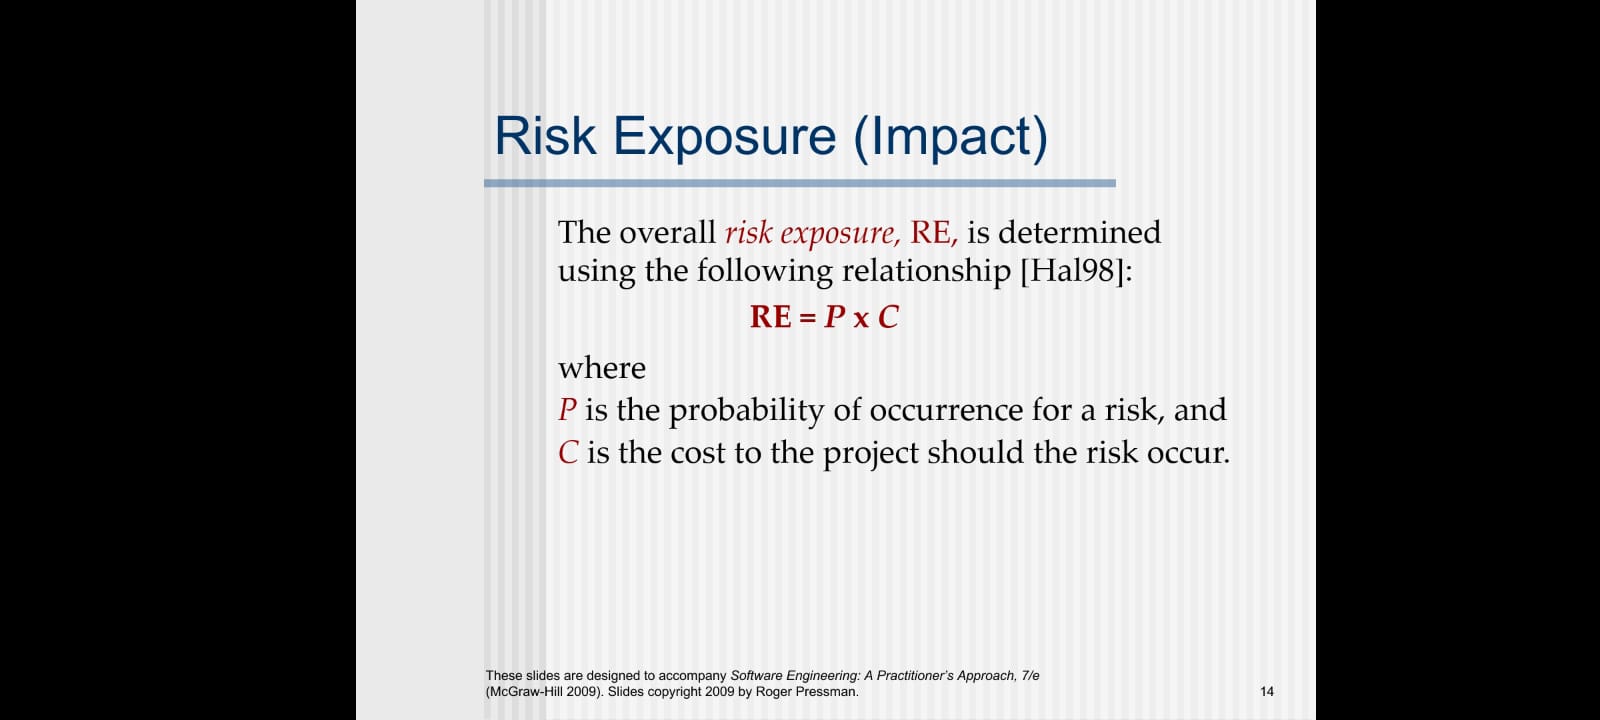 Risk Exposure (Impact)
The overall risk exposure, RE, is determined
using the following relationship [Hal98]:
RE = P x C
where
P is the probability of occurrence for a risk, and
C is the cost to the project should the risk occur.
These slides are designed to accompany Software Engineering: A Practitioner’s Approach, 7/e
(McGraw-Hill 2009). Slides copyright 2009 by Roger Pressman.
14